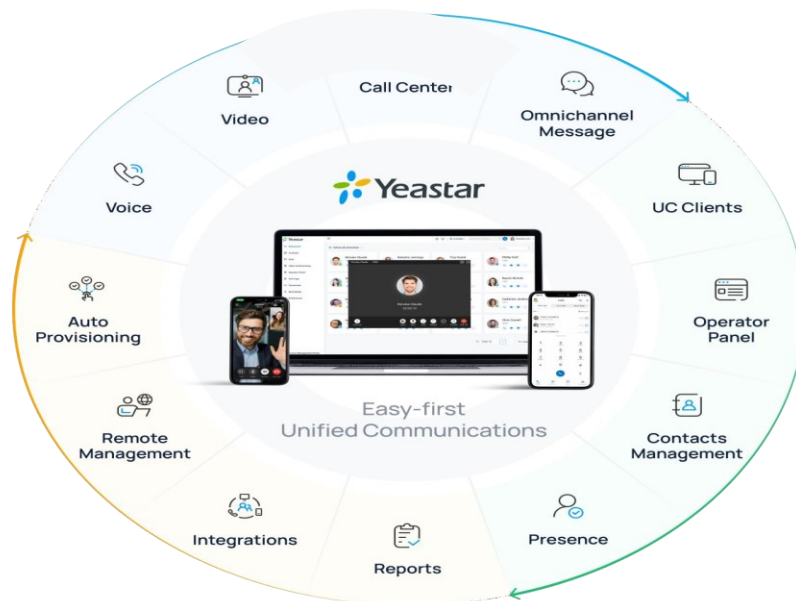 Call Center
Video
Omnichannel
Message
Voice
Yeastar
UC Clients
Yeastar
Auto
Provisioning
Operator
Panel
Easy-first
Unified Communications
Remote
Management
Contacts
Management
Integrations
Presence
Reports